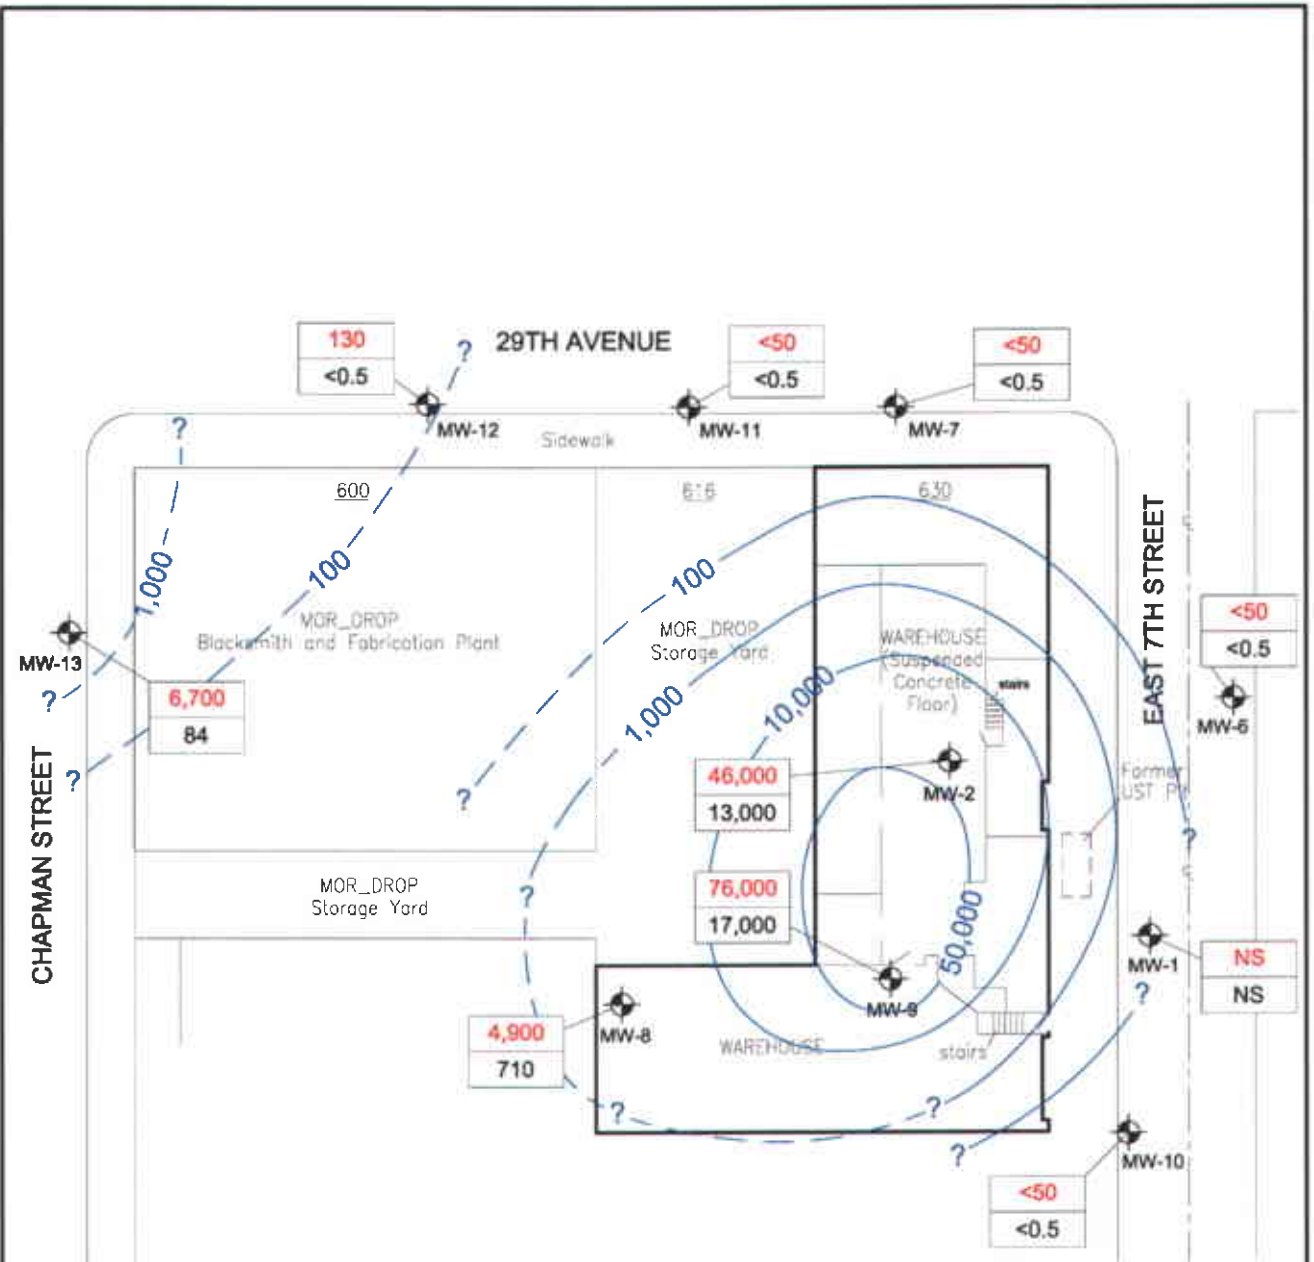 130
<0.5
?
29TH AVENUE
<50
<0.5
<50
<0.5
MW-12
MW-11
MW-7
?
Sidewalk
600
616
630
1,000
100
100
EAST 7TH STREET
MOR_DROP
Blacksmith and Fabrication Plant
MOR_DROP
Storage Yard
WAREHOUSE
(Suspended
Concrete
Floor)
stairs
<50
<0.5
MW-6
MW-13
?
6,700
84
1,000
10,000
?
CHAPMAN STREET
?
46,000
13,000
MW-2
Former
UST Pit
?
MOR_DROP
Storage Yard
?
76,000
17,000
50,000
MW-1
NS
NS
?
MW-9
4,900
710
MW-8
WAREHOUSE
stairs
?
?
?
MW-10
<50
<0.5